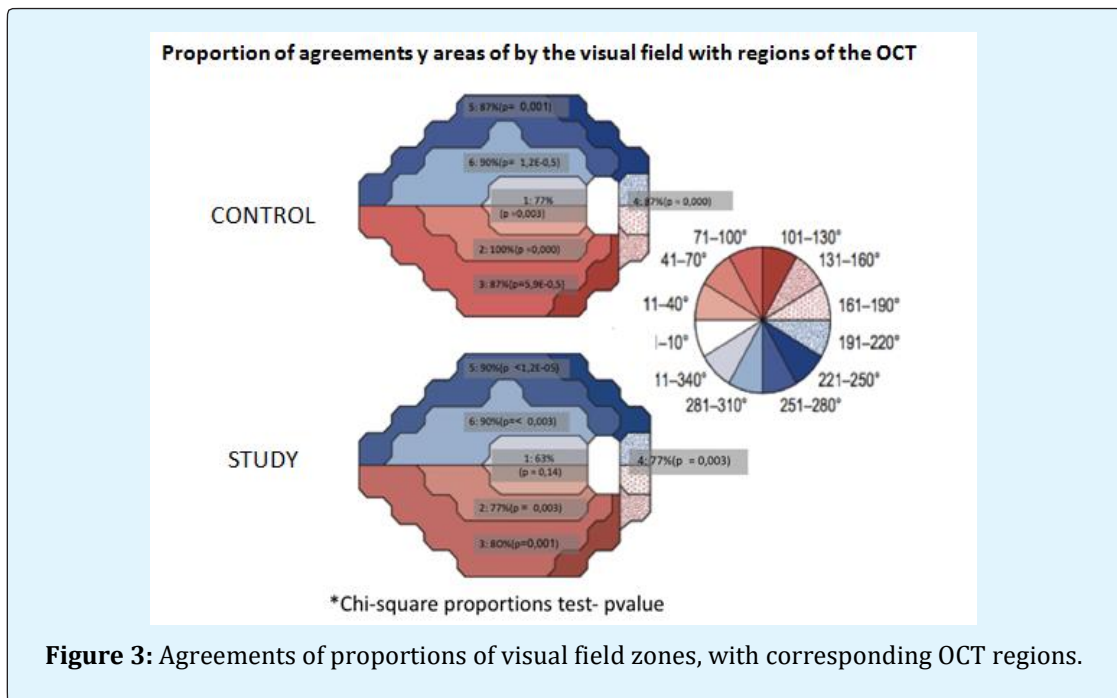 Proportion of agreements y areas of by the visual field with regions of the OCT
5: 87%(p= 0,001)
6: 90%(p= 1,2E-0,5)
1: 77%
(p =0,003)
4: 87%(p = 0,000)
CONTROL
2: 100%(p =0,000)
3: 87%(p=5,9E-0,5)
71–100°
101–130°
41–70°
131–160°
11–40°
161–190°
I–10°
191–220°
11–340°
221–250°
281–310°
251–280°
5: 90%(p <1,2E-05)
6: 90%(p=< 0,003)
1: 63%
(p = 0,14)
4: 77%(p = 0,003)
STUDY
2: 77%(p = 0,003)
3: 8O%(p=0,001)
*Chi-square proportions test- pvalue
Figure 3: Agreements of proportions of visual field zones, with corresponding OCT regions.